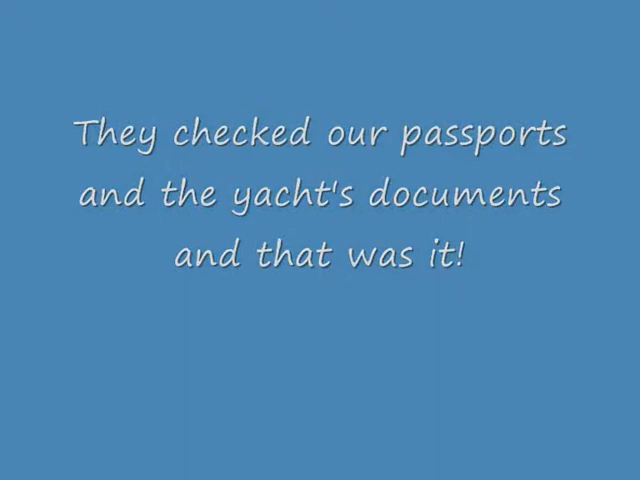 They checked our passports
and the yacht's documents
and that was it!